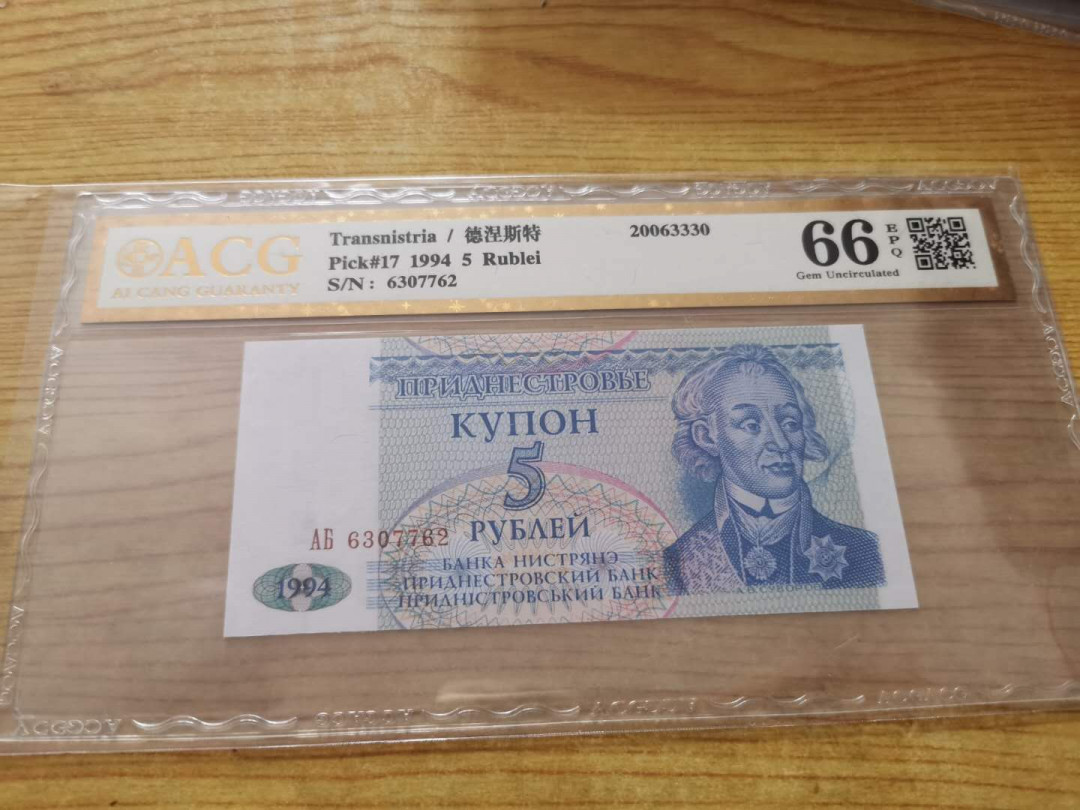 ACG
AI CANG GUARANTY
Transnistria / 德涅斯特
Pick#17 1994 5 Rublei
S/N: 6307762
20063330
66
EPQ
Gem Uncirculated
ПРИДНЕСТРОВЬЕ
КУПОН
5
РУБЛЕЙ
АБ 6307762
БАНКА НИСТРЯНЭ
ПРИДНЕСТРОВСКИЙ БАНК
ПРИДНІСТРОВСЬКИЙ БАНК
1994